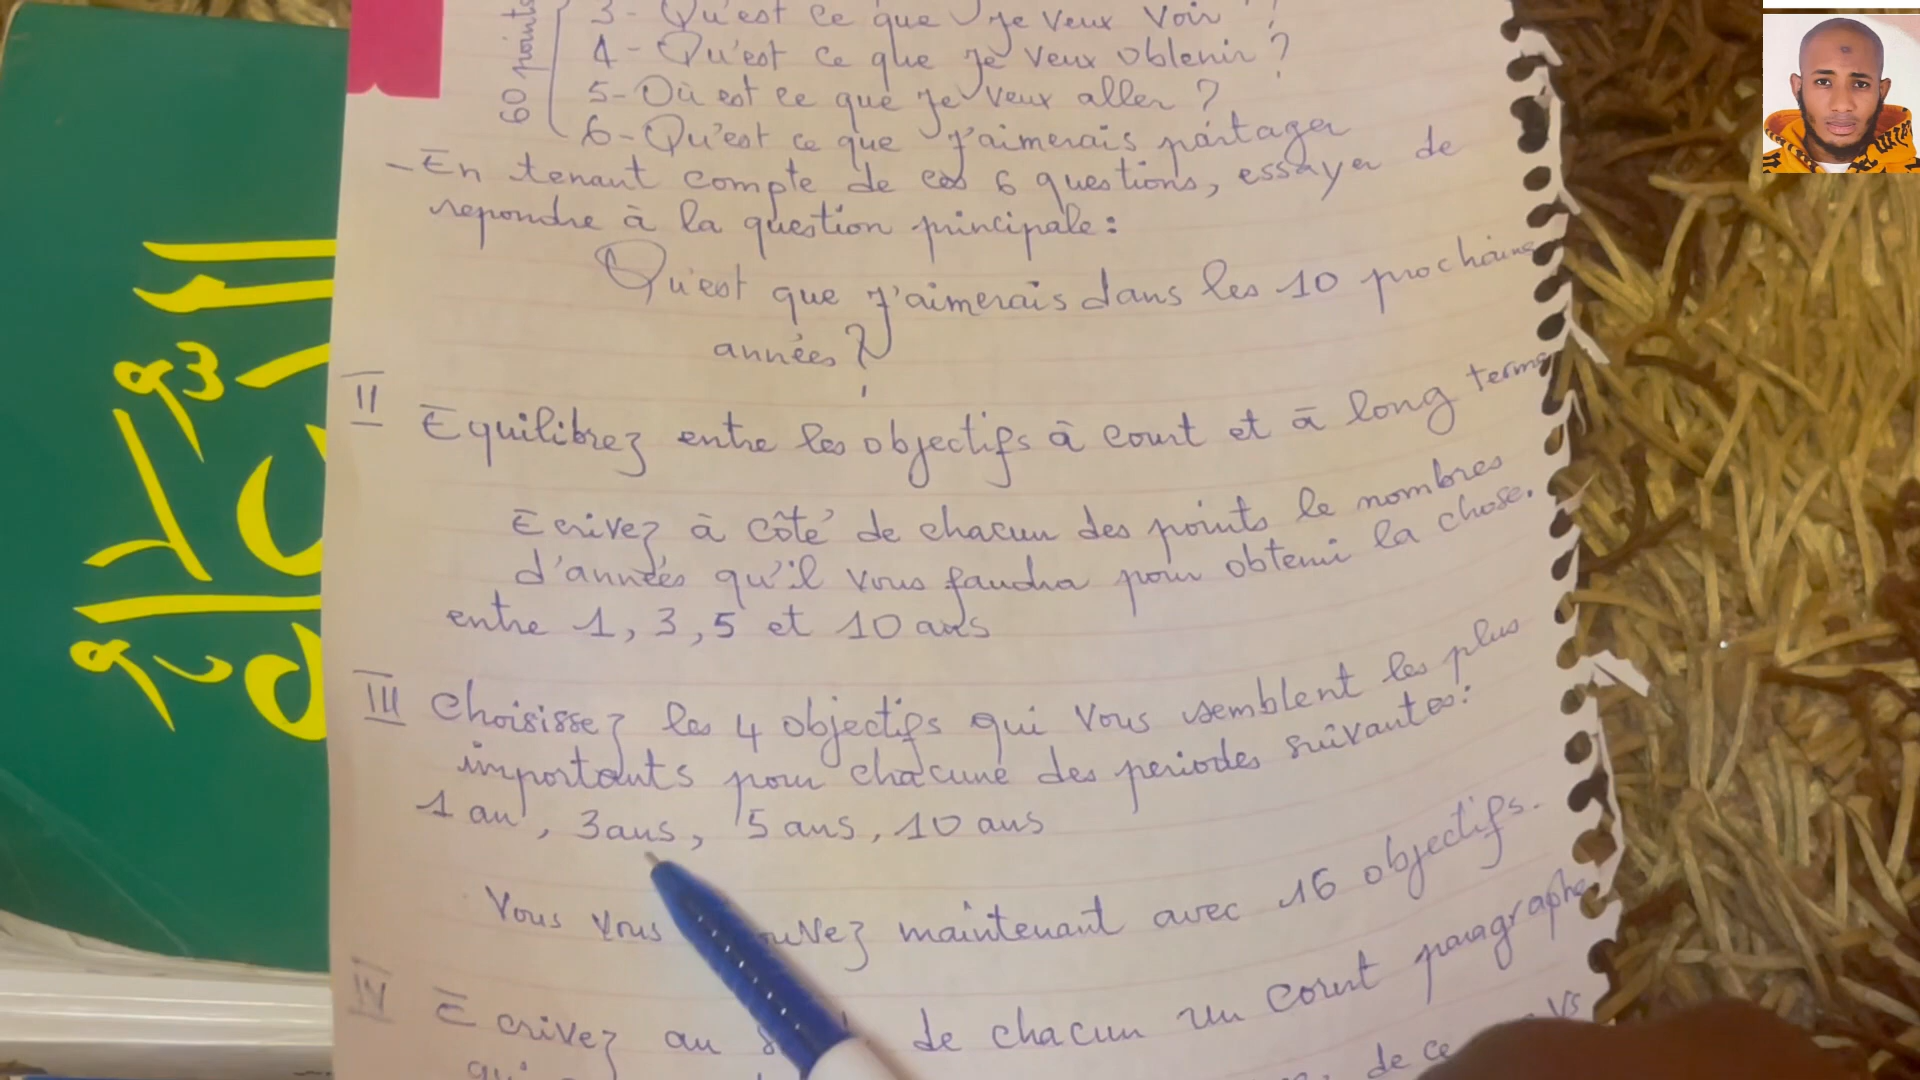 60 points
3- Qu'est ce que je veux voir ?
4- Qu'est ce que je veux obtenir ?
5- Où est ce que je veux aller ?
6- Qu'est ce que j'aimerais partager
- En tenant compte de ces 6 questions, essayer de
repondre à la question principale :
Qu'est que j'aimerais dans les 10 prochaines
années ?
II Equilibrez entre les objectifs à court et à long terme
Ecrivez à côté de chacun des points le nombres
d'années qu'il vous faudra pour obtenir la chose.
entre 1, 3, 5 et 10 ans
III Choisissez les 4 objectifs qui vous semblent les plus
importants pour chacune des periodes suivantes :
1 an, 3 ans, 5 ans, 10 ans
Vous vous maintenant avec 16 objectifs.
IV Ecrivez au de chacun un court paragraphe
de ce